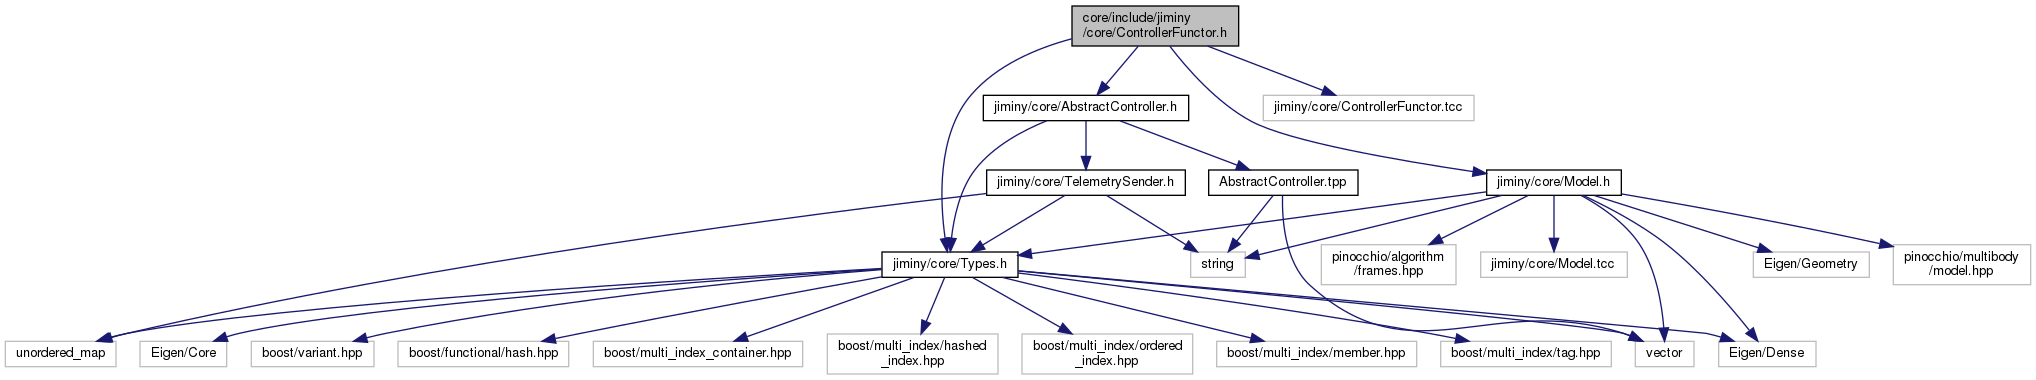 core/include/jiminy
/core/ControllerFunctor.h
jiminy/core/AbstractController.h
jiminy/core/ControllerFunctor.tcc
jiminy/core/TelemetrySender.h
AbstractController.tpp
jiminy/core/Model.h
jiminy/core/Types.h
string
pinocchio/algorithm
/frames.hpp
jiminy/core/Model.tcc
Eigen/Geometry
pinocchio/multibody
/model.hpp
unordered_map
Eigen/Core
boost/variant.hpp
boost/functional/hash.hpp
boost/multi_index_container.hpp
boost/multi_index/hashed
_index.hpp
boost/multi_index/ordered
_index.hpp
boost/multi_index/member.hpp
boost/multi_index/tag.hpp
vector
Eigen/Dense